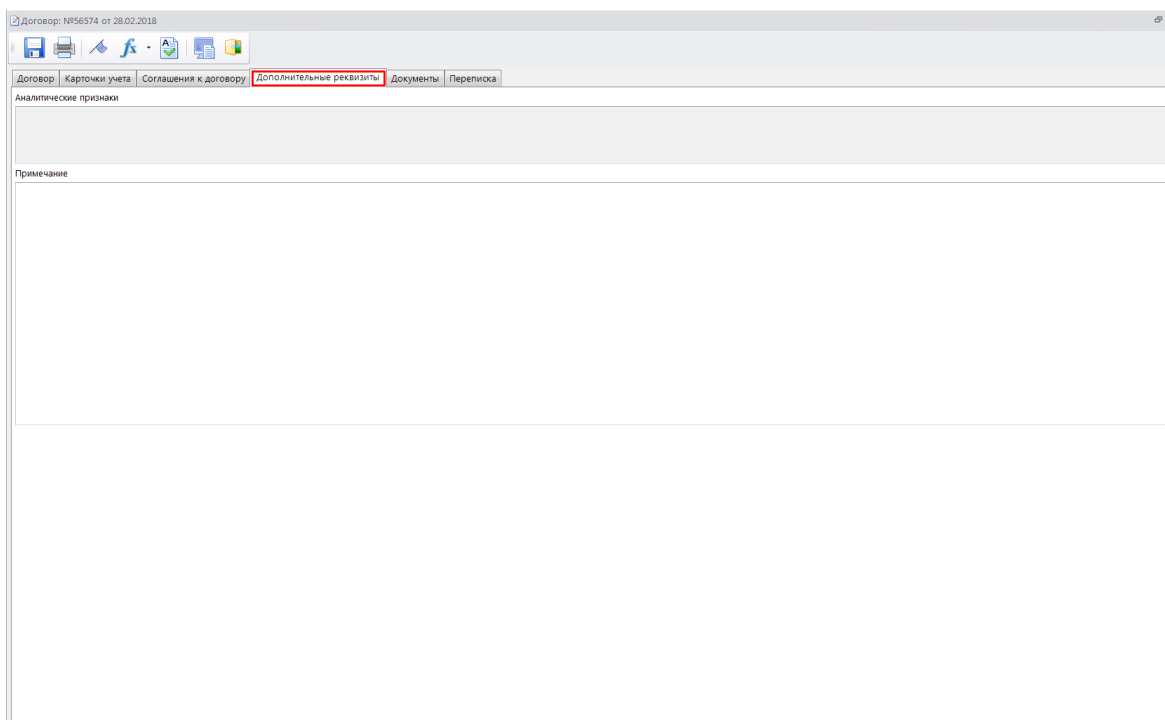 Договор: №56574 от 28.02.2018
Договор Карточки учета Соглашения к договору Дополнительные реквизиты Документы Переписка
Аналитические признаки
Примечание